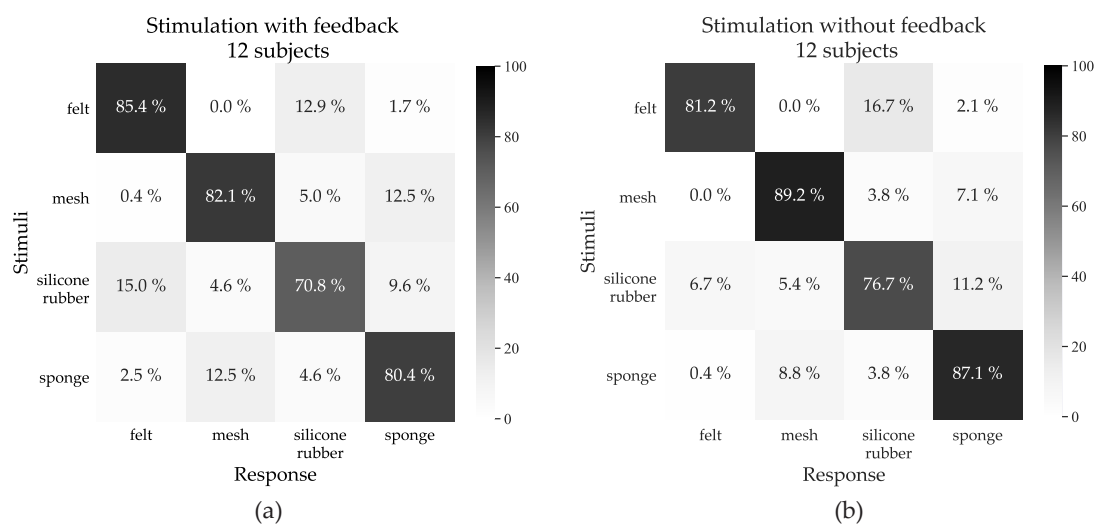 Stimulation with feedback
12 subjects
felt
85.4 %
0.0 %
12.9 %
1.7 %
mesh
0.4 %
82.1 %
5.0 %
12.5 %
silicone
rubber
15.0 %
4.6 %
70.8 %
9.6 %
sponge
2.5 %
12.5 %
4.6 %
80.4 %
felt
mesh
silicone
rubber
sponge
Stimuli
Response
100
80
60
40
20
0
(a)
Stimulation without feedback
12 subjects
felt
81.2 %
0.0 %
16.7 %
2.1 %
mesh
0.0 %
89.2 %
3.8 %
7.1 %
silicone
rubber
6.7 %
5.4 %
76.7 %
11.2 %
sponge
0.4 %
8.8 %
3.8 %
87.1 %
felt
mesh
silicone
rubber
sponge
Stimuli
Response
100
80
60
40
20
0
(b)